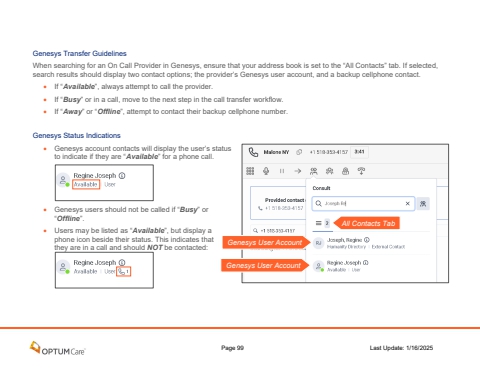 Genesys Transfer Guidelines
When searching for an On Call Provider in Genesys, ensure that your address book is set to the “All Contacts” tab. If selected,
search results should display two contact options; the provider’s Genesys user account, and a backup cellphone contact.
• If “Available”, always attempt to call the provider.
• If “Busy” or in a call, move to the next step in the call transfer workflow.
• If “Away” or “Offline”, attempt to contact their backup cellphone number.
Genesys Status Indications
• Genesys account contacts will display the user’s status
to indicate if they are “Available” for a phone call.
Regine Joseph
Available · User
• Genesys users should not be called if “Busy” or
“Offline”.
• Users may be listed as “Available”, but display a
phone icon beside their status. This indicates that
they are in a call and should NOT be contacted:
Regine Joseph
Available · User 1
Malone NY +1 518-353-4157 3:41
Consult
Provided contact
+1 518-353-4157
Joseph Re
+1 518-353-4157
2
All Contacts Tab
Genesys User Account
RJ Joseph, Regine
Humanity Directory · External Contact
Genesys User Account
Regine Joseph
Available · User
OPTUM Care
Page 99
Last Update: 1/16/2025